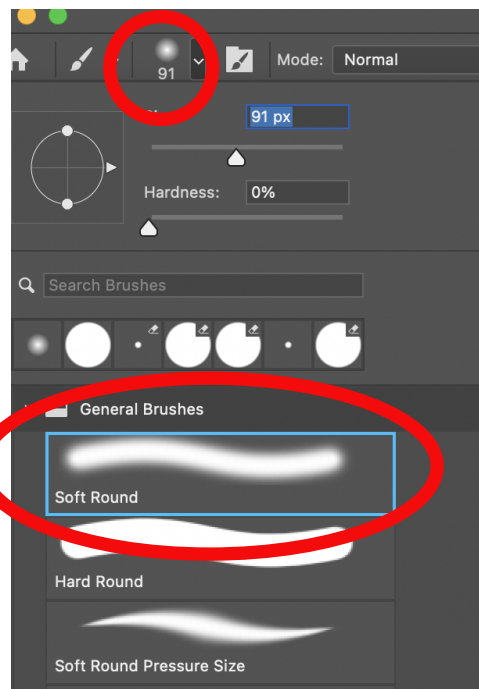 91
Mode: Normal
91 px
Hardness: 0%
Search Brushes
General Brushes
Soft Round
Hard Round
Soft Round Pressure Size